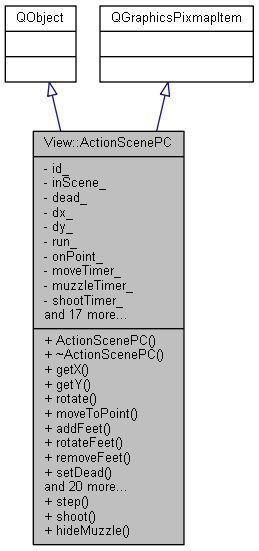 QObject
QGraphicsPixmapItem
View::ActionScenePC
- id_
- inScene_
- dead_
- dx_
- dy_
- run_
- onPoint_
- moveTimer_
- muzzleTimer_
- shootTimer_
and 17 more...
+ ActionScenePC()
+ ~ActionScenePC()
+ getX()
+ getY()
+ rotate()
+ moveToPoint()
+ addFeet()
+ rotateFeet()
+ removeFeet()
+ setDead()
and 20 more...
+ step()
+ shoot()
+ hideMuzzle()